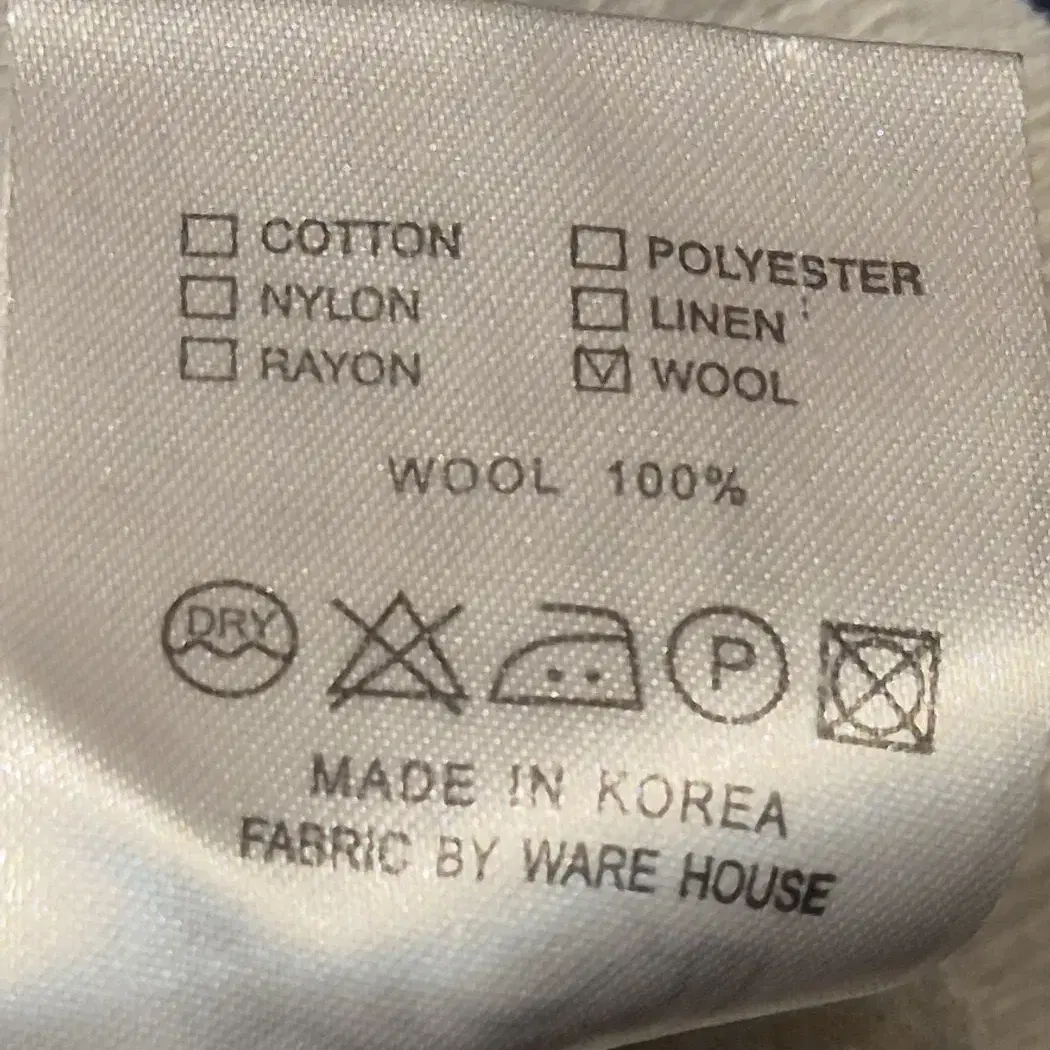 COTTON POLYESTER
NYLON LINEN
RAYON WOOL
WOOL 100%
DRY P
MADE IN KOREA
FABRIC BY WARE HOUSE